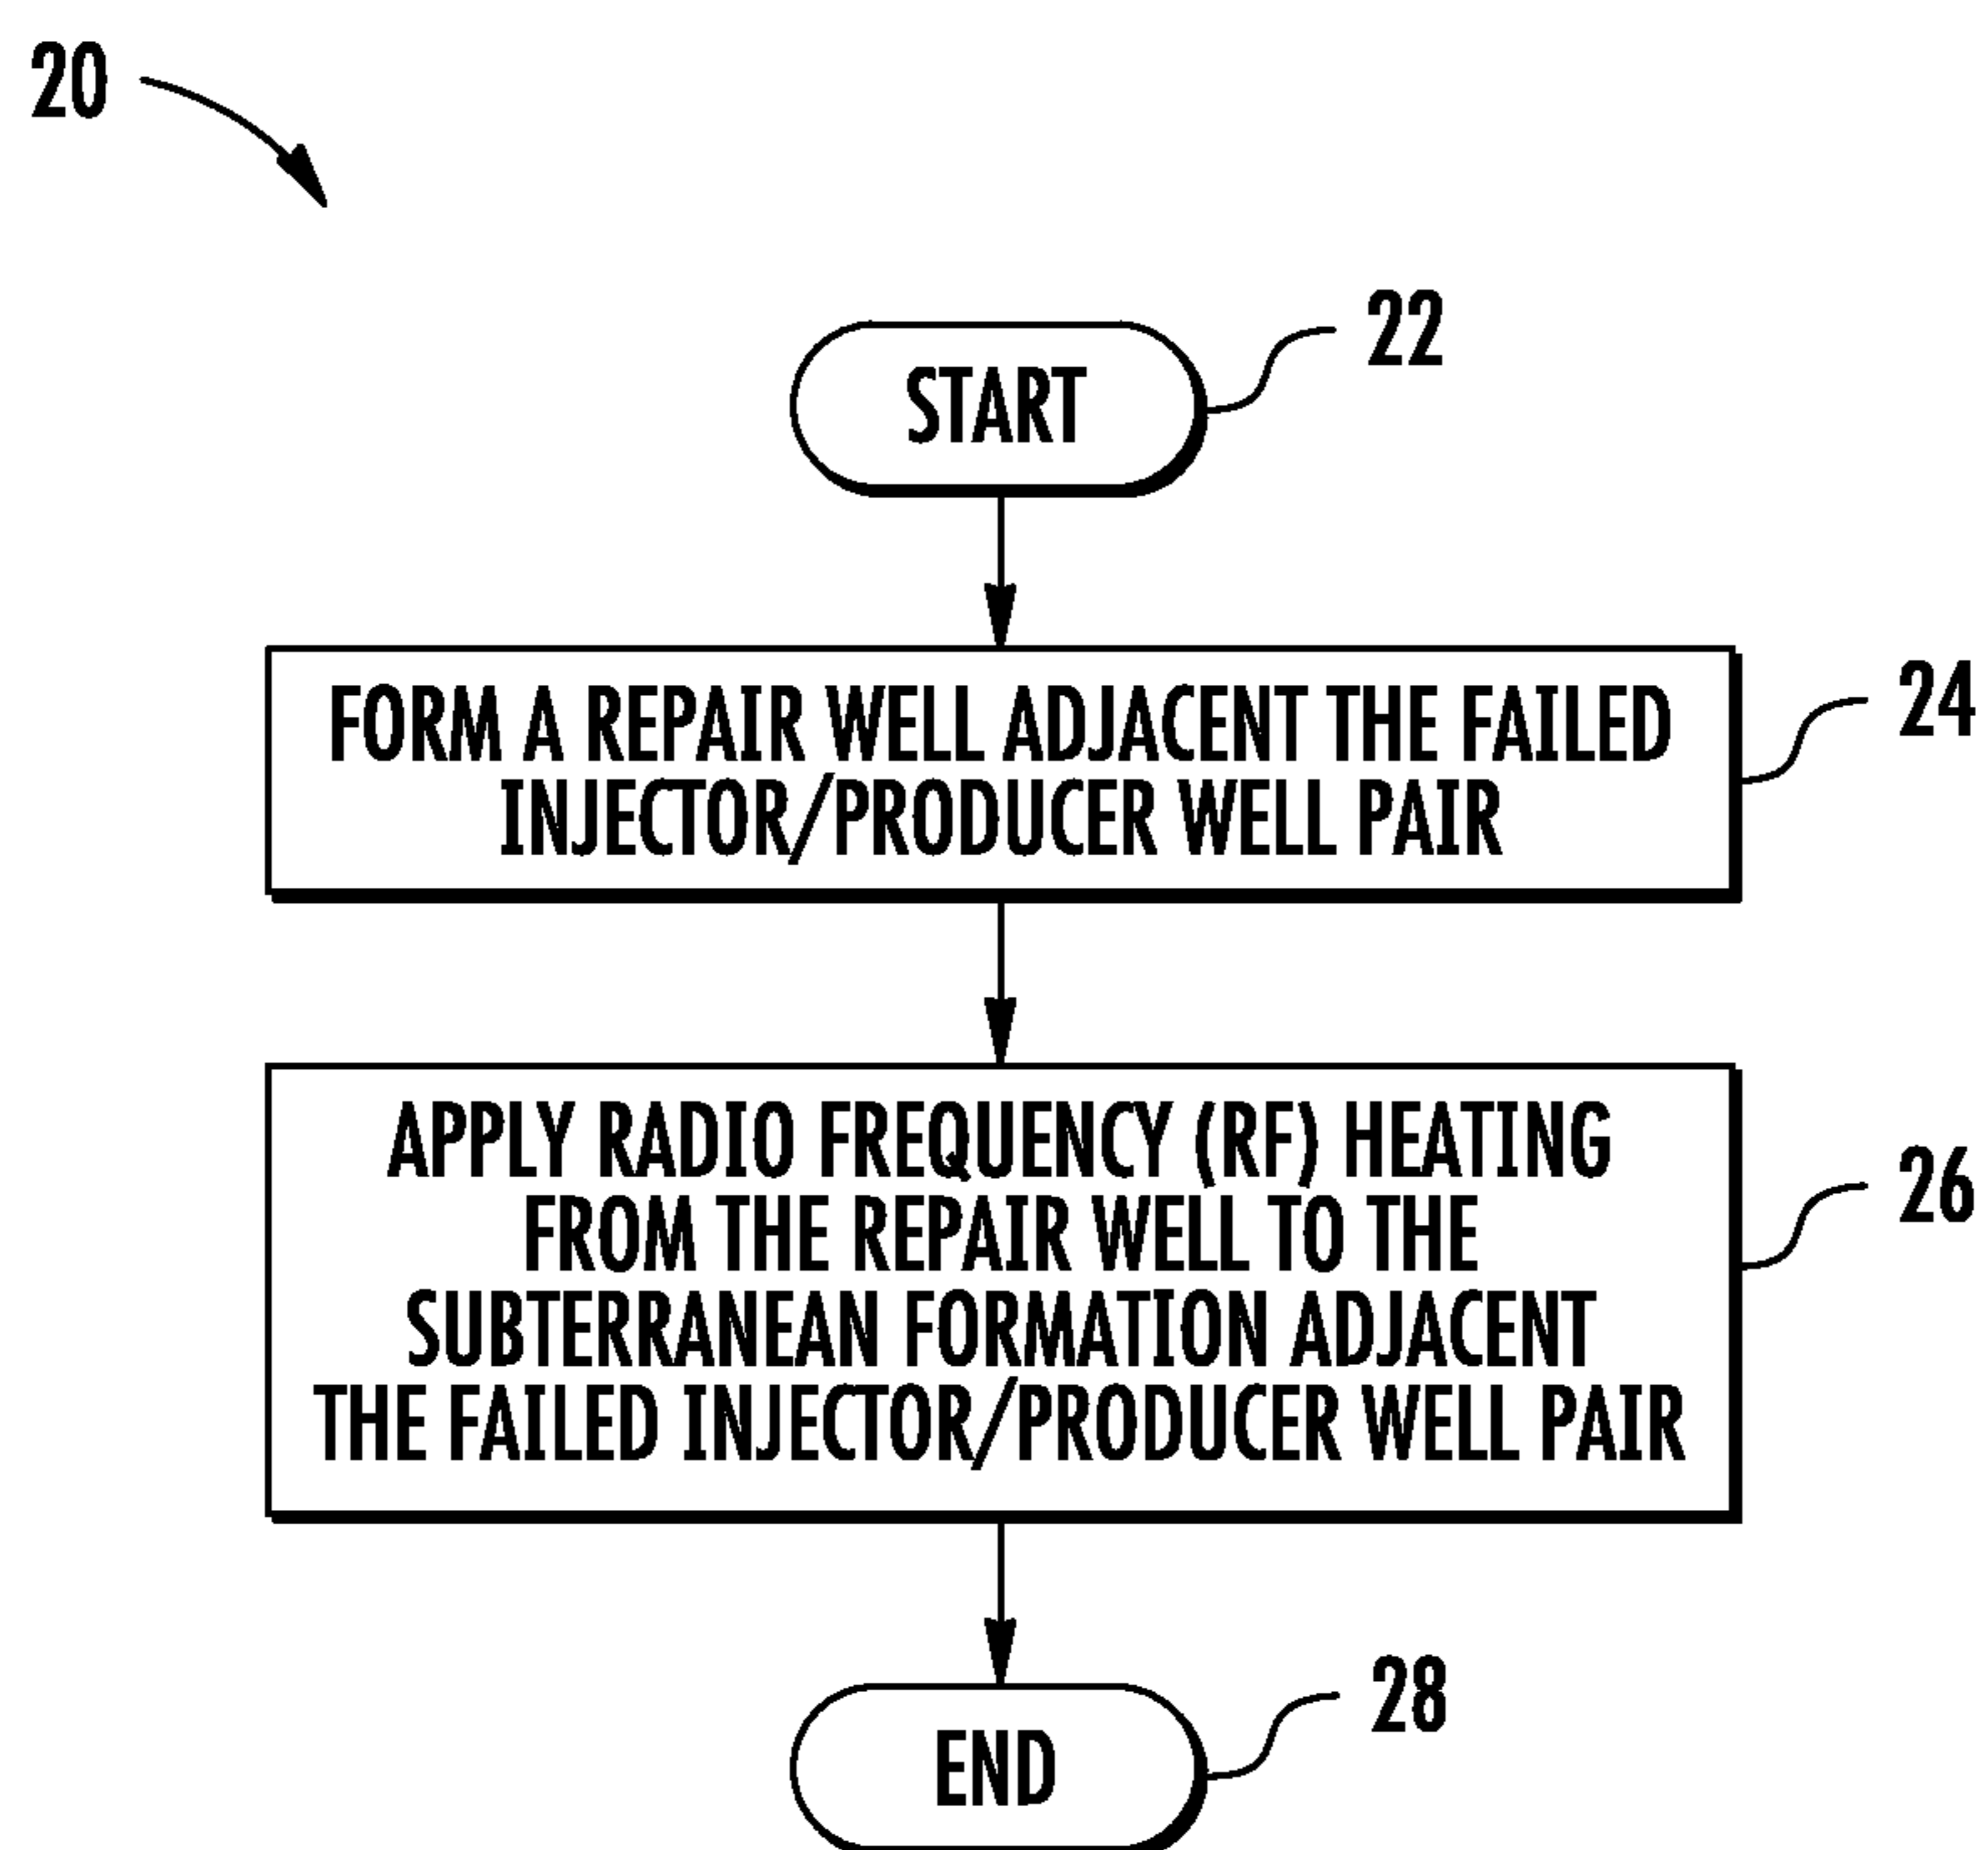 20
22
START
24
FORM A REPAIR WELL ADJACENT THE FAILED
INJECTOR/PRODUCER WELL PAIR
26
APPLY RADIO FREQUENCY (RF) HEATING
FROM THE REPAIR WELL TO THE
SUBTERRANEAN FORMATION ADJACENT
THE FAILED INJECTOR/PRODUCER WELL PAIR
28
END